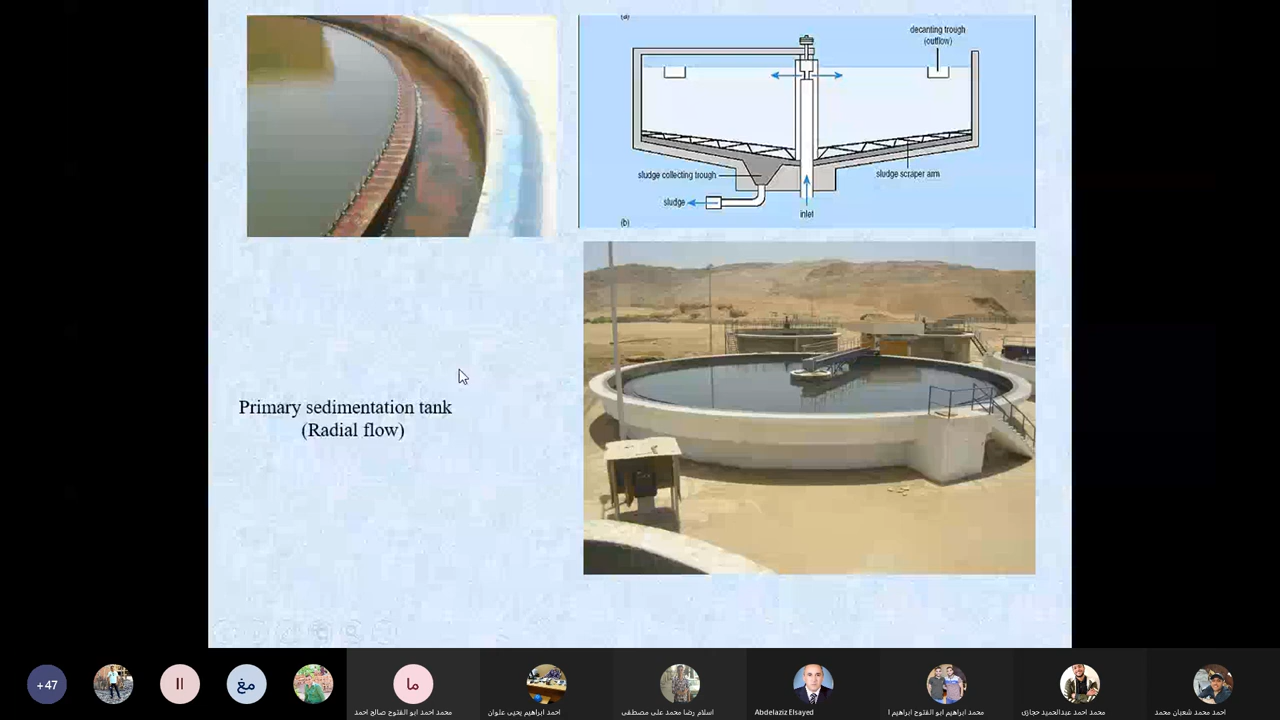 (a)
decanting trough
(outflow)
sludge collecting trough
sludge scraper arm
sludge
inlet
(b)
Primary sedimentation tank
(Radial flow)
+47
اا
مغ
ما
محمد احمد ابو الفتوح صالح احمد
احمد ابراهيم يحيى علوان
اسلام رضا محمد على مصطفى
Abdelaziz Elsayed
محمد ابراهيم ابو الفتوح ابراهيم ا
محمد احمد عبدالحميد حجازى
احمد محمد شعبان محمد